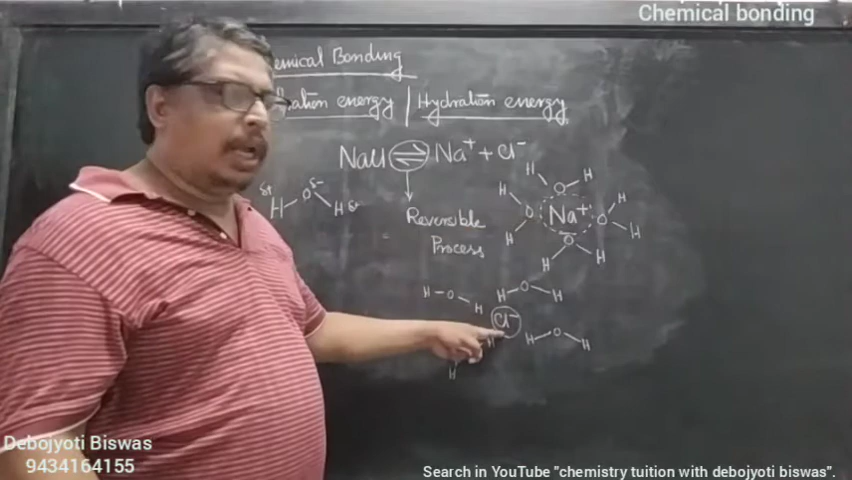 Chemical bonding
emical Bonding
ation energy | Hydration energy
NaCl ⇌ Na⁺ + Cl⁻
δ+ δ- δ+
H O H
Reversible
Process
H O H
H O H
Na⁺
O H H
O H H
H O H
H O H
Cl⁻
H O H
H
H
Debojyoti Biswas
9434164155
Search in YouTube "chemistry tuition with debojyoti biswas".